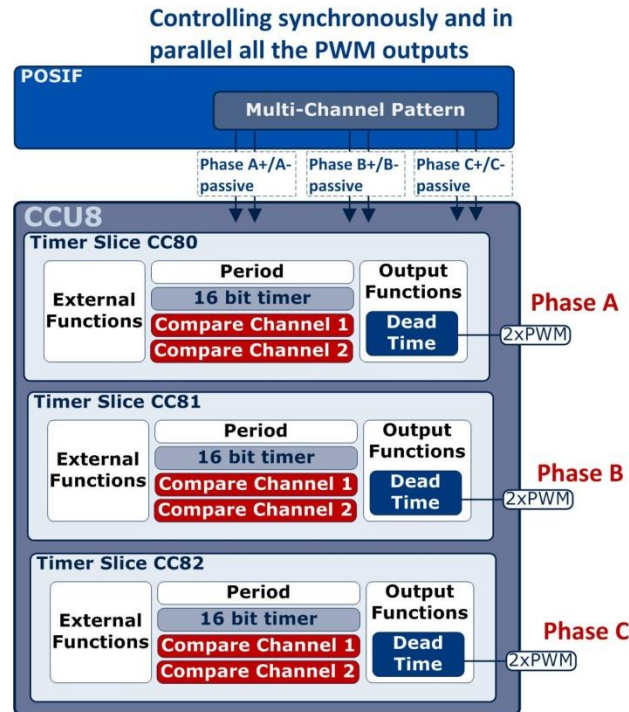 Controlling synchronously and in
parallel all the PWM outputs
POSIF
Multi-Channel Pattern
Phase A+/A-
passive
Phase B+/B-
passive
Phase C+/C-
passive
CCU8
Timer Slice CC80
External
Functions
Period
16 bit timer
Compare Channel 1
Compare Channel 2
Output
Functions
Dead
Time
2xPWM
Phase A
Timer Slice CC81
External
Functions
Period
16 bit timer
Compare Channel 1
Compare Channel 2
Output
Functions
Dead
Time
2xPWM
Phase B
Timer Slice CC82
External
Functions
Period
16 bit timer
Compare Channel 1
Compare Channel 2
Output
Functions
Dead
Time
2xPWM
Phase C